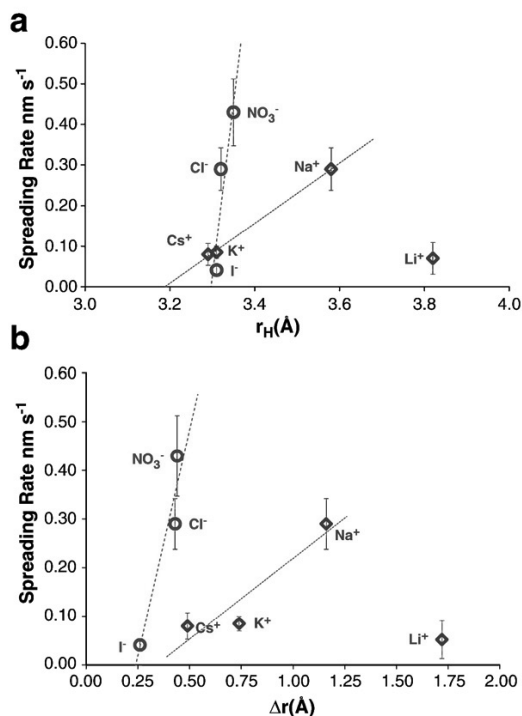 a
0.60
0.50
0.40
0.30
0.20
0.10
0.00
Spreading Rate nm s⁻¹
NO₃⁻
Cl⁻
Na⁺
Cs⁺
K⁺
I⁻
Li⁺
3.0 3.2 3.4 3.6 3.8 4.0
r_H(Å)
b
0.60
0.50
0.40
0.30
0.20
0.10
0.00
Spreading Rate nm s⁻¹
NO₃⁻
Cl⁻
Na⁺
Cs⁺
K⁺
I⁻
Li⁺
0.00 0.25 0.50 0.75 1.00 1.25 1.50 1.75 2.00
Δr(Å)